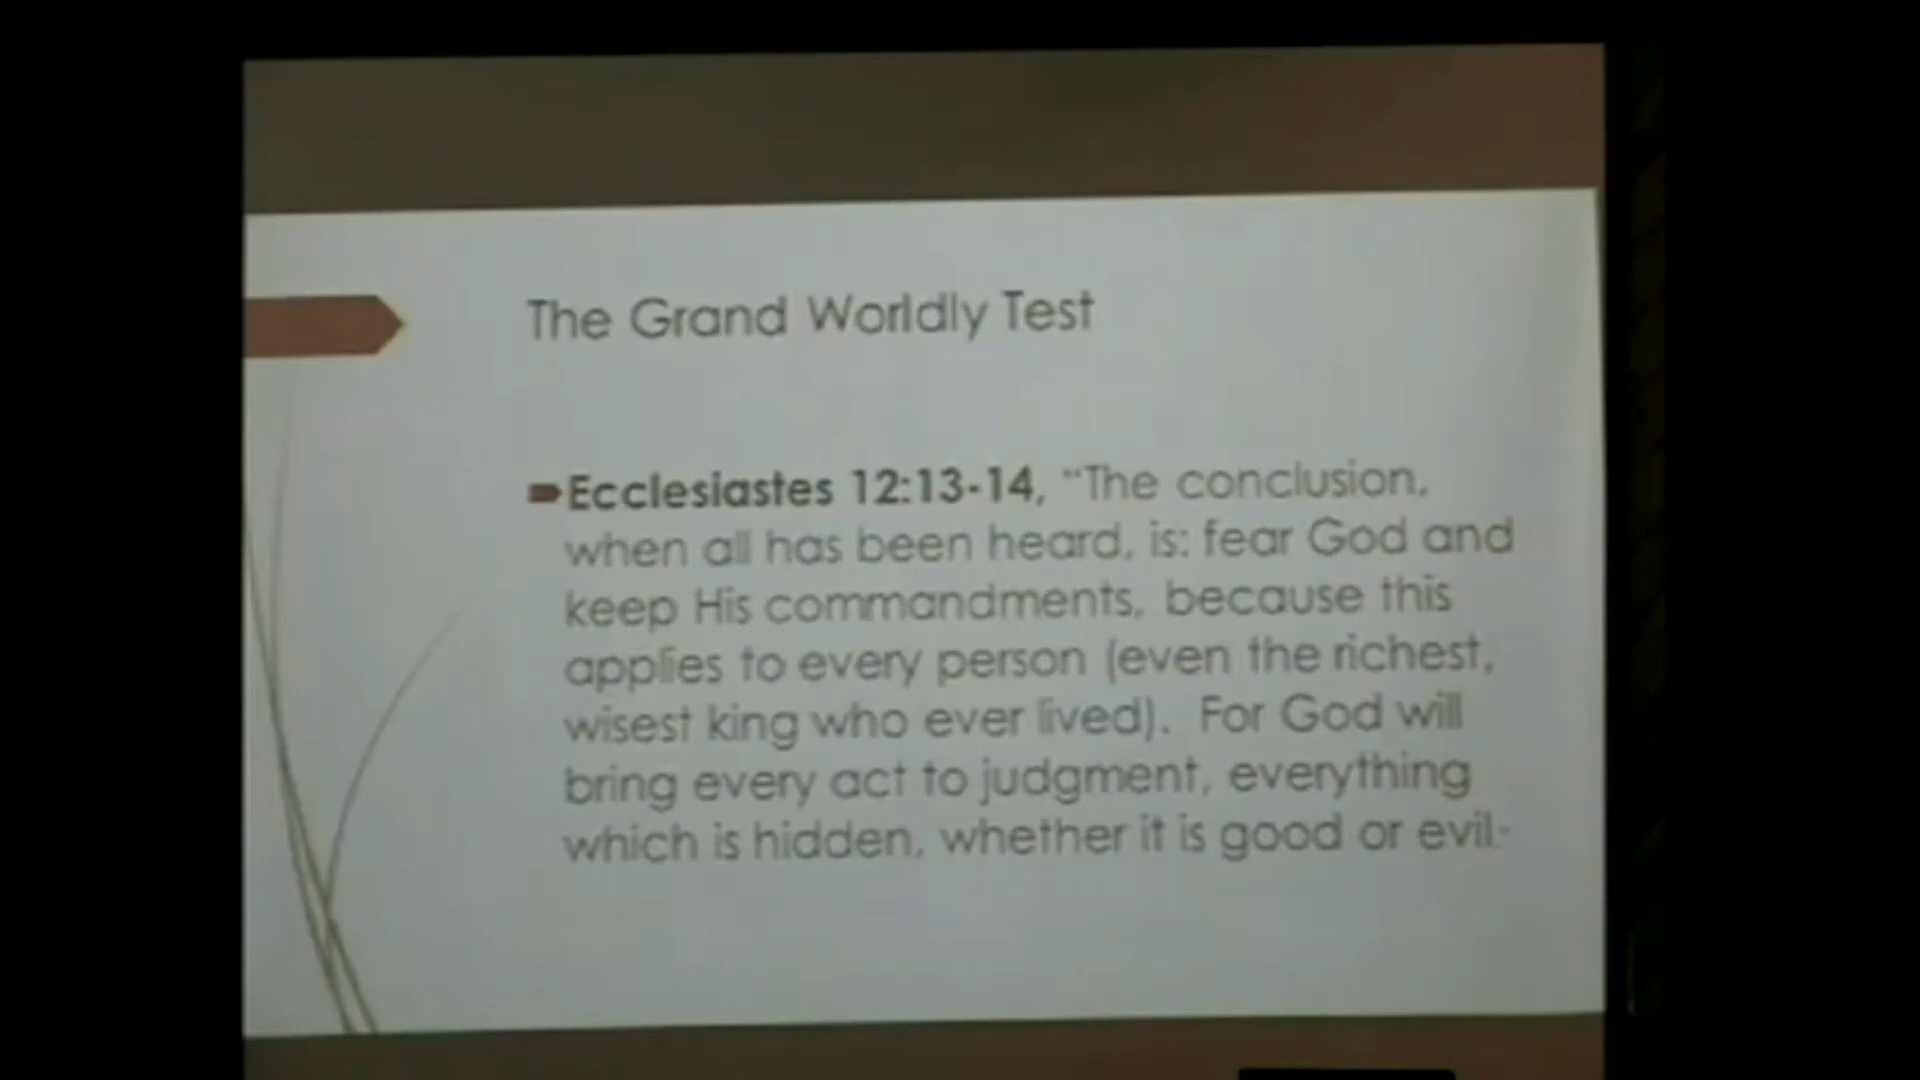 The Grand Worldly Test
Ecclesiastes 12:13-14, "The conclusion,
when all has been heard, is: fear God and
keep His commandments, because this
applies to every person (even the richest,
wisest king who ever lived). For God will
bring every act to judgment, everything
which is hidden, whether it is good or evil.